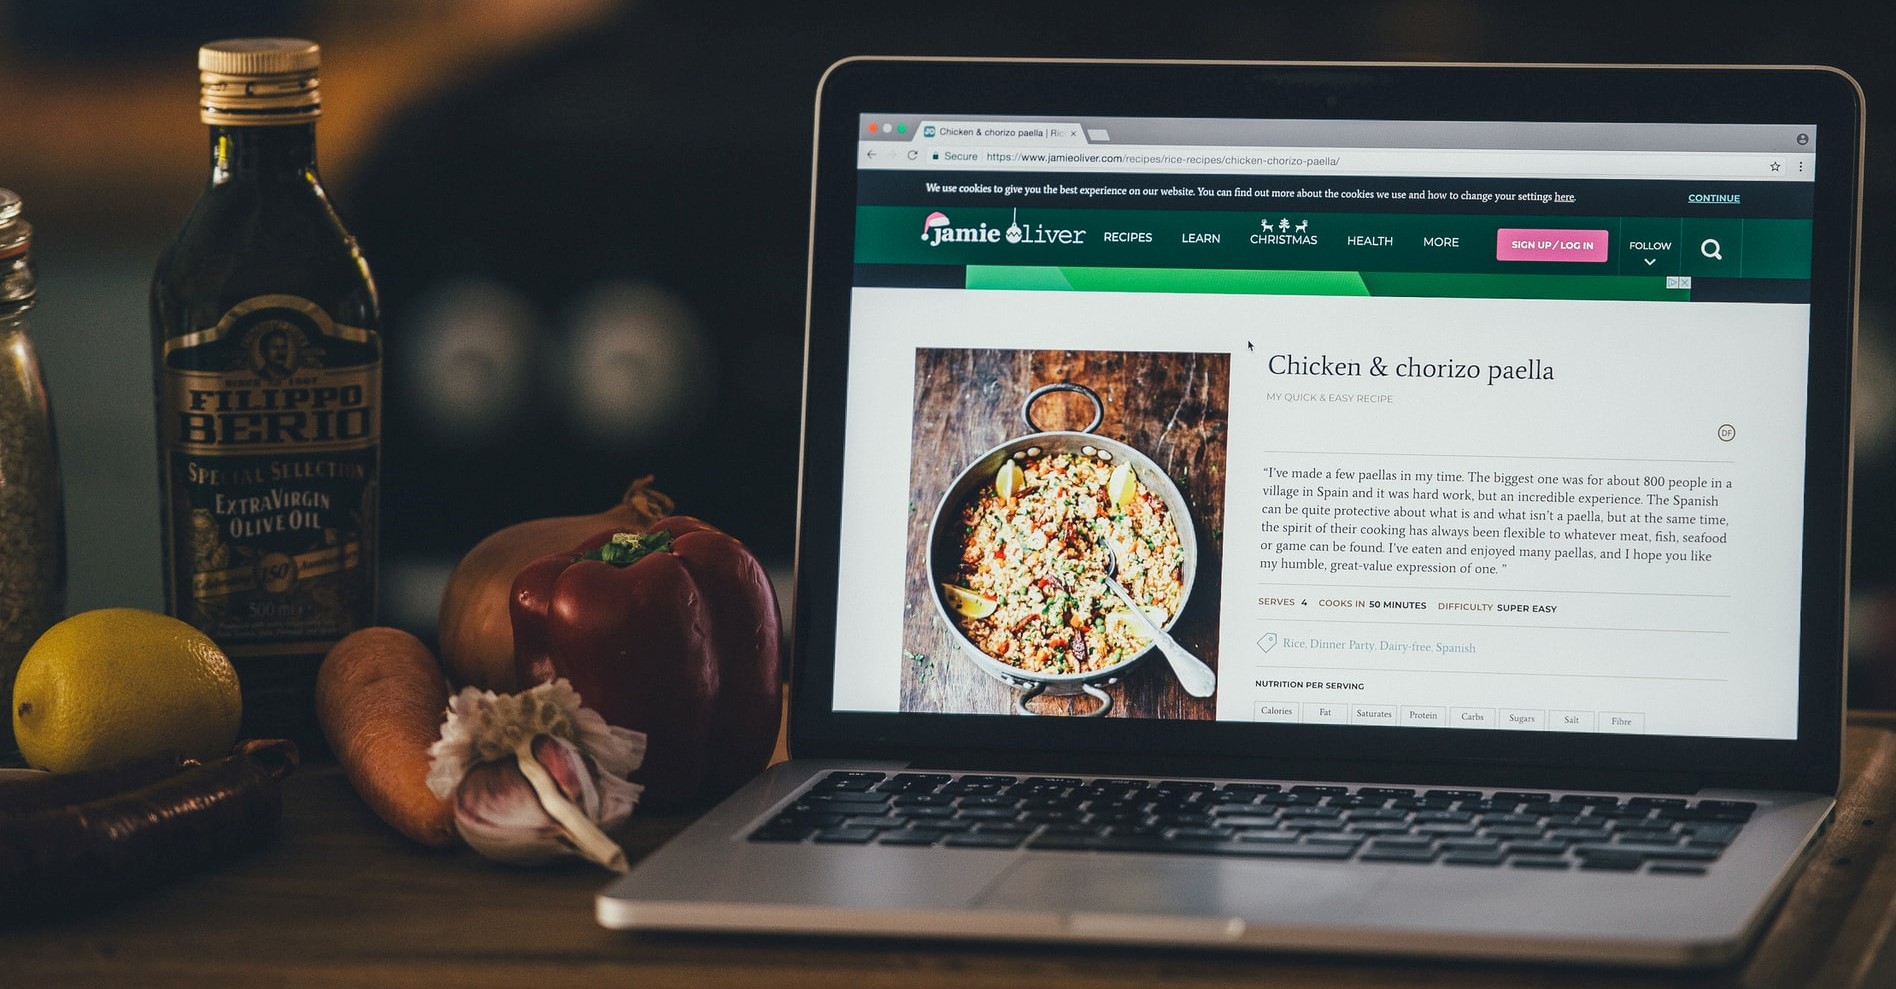 SINCE 1867
FILIPPO
BERIO
SPECIAL SELECTION
EXTRA VIRGIN
OLIVE OIL
150
500 ml e
Chicken & chorizo paella | Ric
Secure https://www.jamieoliver.com/recipes/rice-recipes/chicken-chorizo-paella/
We use cookies to give you the best experience on our website. You can find out more about the cookies we use and how to change your settings here. CONTINUE
jamie oliver RECIPES LEARN CHRISTMAS HEALTH MORE SIGN UP / LOG IN FOLLOW
Chicken & chorizo paella
MY QUICK & EASY RECIPE
DF
“I've made a few paellas in my time. The biggest one was for about 800 people in a
village in Spain and it was hard work, but an incredible experience. The Spanish
can be quite protective about what is and what isn't a paella, but at the same time,
the spirit of their cooking has always been flexible to whatever meat, fish, seafood
or game can be found. I've eaten and enjoyed many paellas, and I hope you like
my humble, great-value expression of one. ”
SERVES 4 COOKS IN 50 MINUTES DIFFICULTY SUPER EASY
Rice, Dinner Party, Dairy-free, Spanish
NUTRITION PER SERVING
Calories Fat Saturates Protein Carbs Sugars Salt Fibre